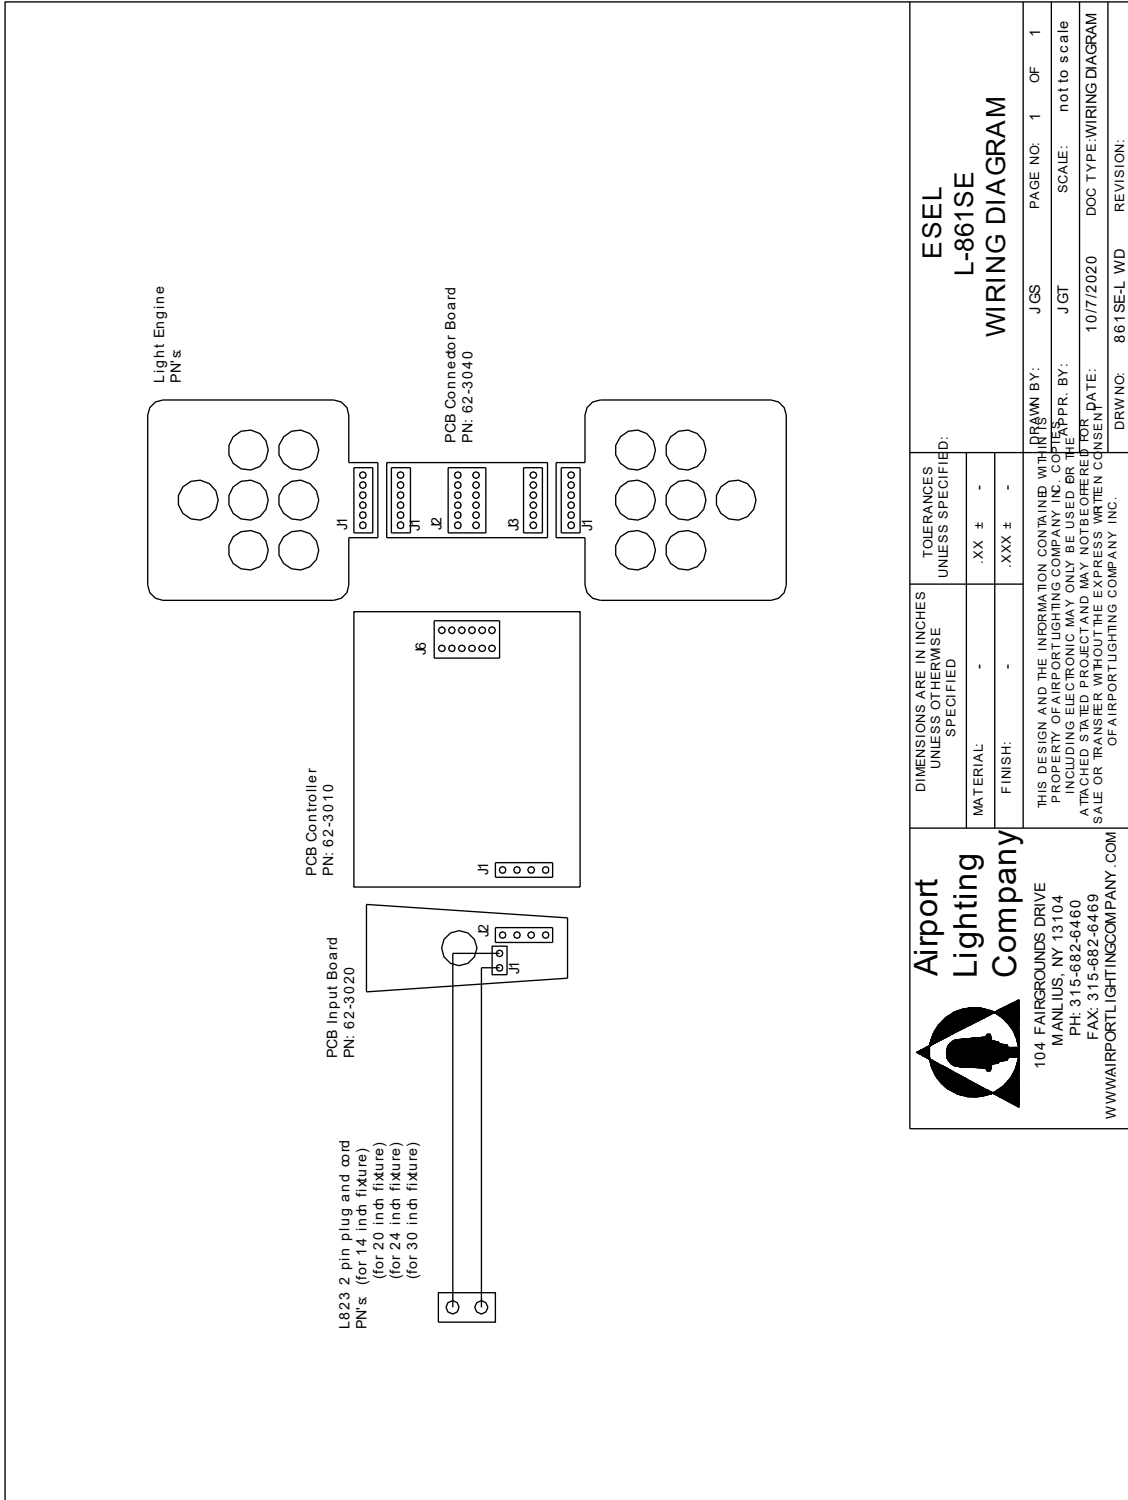 Light Engine
PN's:
J1
J1
J2
J3
J1
PCB Connector Board
PN: 62-3040
J6
J1
PCB Controller
PN: 62-3010
J2
J1
PCB Input Board
PN: 62-3020
L823 2 pin plug and cord
PN's: (for 14 inch fixture)
(for 20 inch fixture)
(for 24 inch fixture)
(for 30 inch fixture)
Airport
Lighting
Company
104 FAIRGROUNDS DRIVE
MANLIUS, NY 13104
PH: 315-682-6460
FAX: 315-682-6469
WWW.AIRPORTLIGHTINGCOMPANY.COM
DIMENSIONS ARE IN INCHES
UNLESS OTHERWISE
SPECIFIED
TOLERANCES
UNLESS SPECIFIED:
MATERIAL: -
.XX ± -
FINISH: -
.XXX ± -
THIS DESIGN AND THE INFORMATION CONTAINED WITHIN IS
PROPERTY OF AIRPORT LIGHTING COMPANY INC. COPIES,
INCLUDING ELECTRONIC MAY ONLY BE USED FOR THE
ATTACHED STATED PROJECT AND MAY NOT BE OFFERED FOR
SALE OR TRANSFER WITHOUT THE EXPRESS WRITEN CONSENT
OF AIRPORT LIGHTING COMPANY INC.
ESEL
L-861SE
WIRING DIAGRAM
DRAWN BY: JGS PAGE NO: 1 OF 1
APPR. BY: JGT SCALE: not to scale
DATE: 10/7/2020 DOC TYPE: WIRING DIAGRAM
DRW NO: 861SE-L WD REVISION: